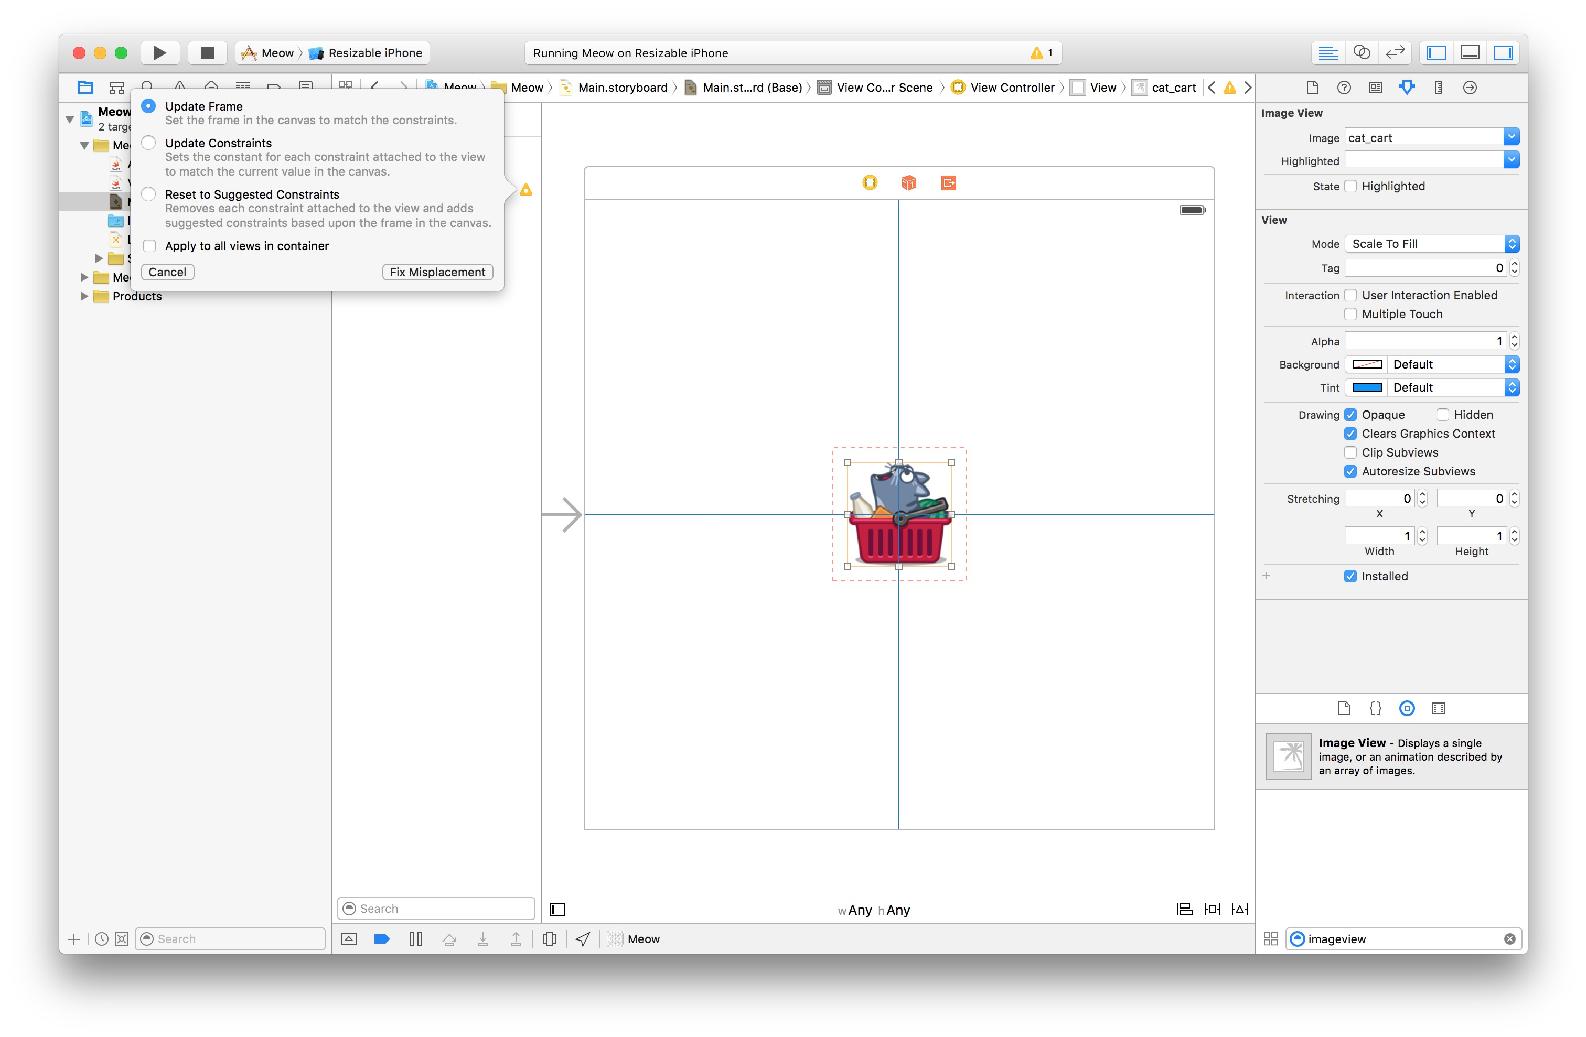 Meow
Resizable iPhone
Running Meow on Resizable iPhone
1
Meow
Meow
Main.storyboard
Main.st...rd (Base)
View Co...r Scene
View Controller
View
cat_cart
Meow
2 targe
Me
Me
Products
Update Frame
Set the frame in the canvas to match the constraints.
Update Constraints
Sets the constant for each constraint attached to the view
to match the current value in the canvas.
Reset to Suggested Constraints
Removes each constraint attached to the view and adds
suggested constraints based upon the frame in the canvas.
Apply to all views in container
Cancel
Fix Misplacement
Search
Search
wAny hAny
Meow
Image View
Image
cat_cart
Highlighted
State
Highlighted
View
Mode
Scale To Fill
Tag
0
Interaction
User Interaction Enabled
Multiple Touch
Alpha
1
Background
Default
Tint
Default
Drawing
Opaque
Hidden
Clears Graphics Context
Clip Subviews
Autoresize Subviews
Stretching
0
0
X
Y
1
1
Width
Height
Installed
{}
Image View - Displays a single
image, or an animation described by
an array of images.
imageview